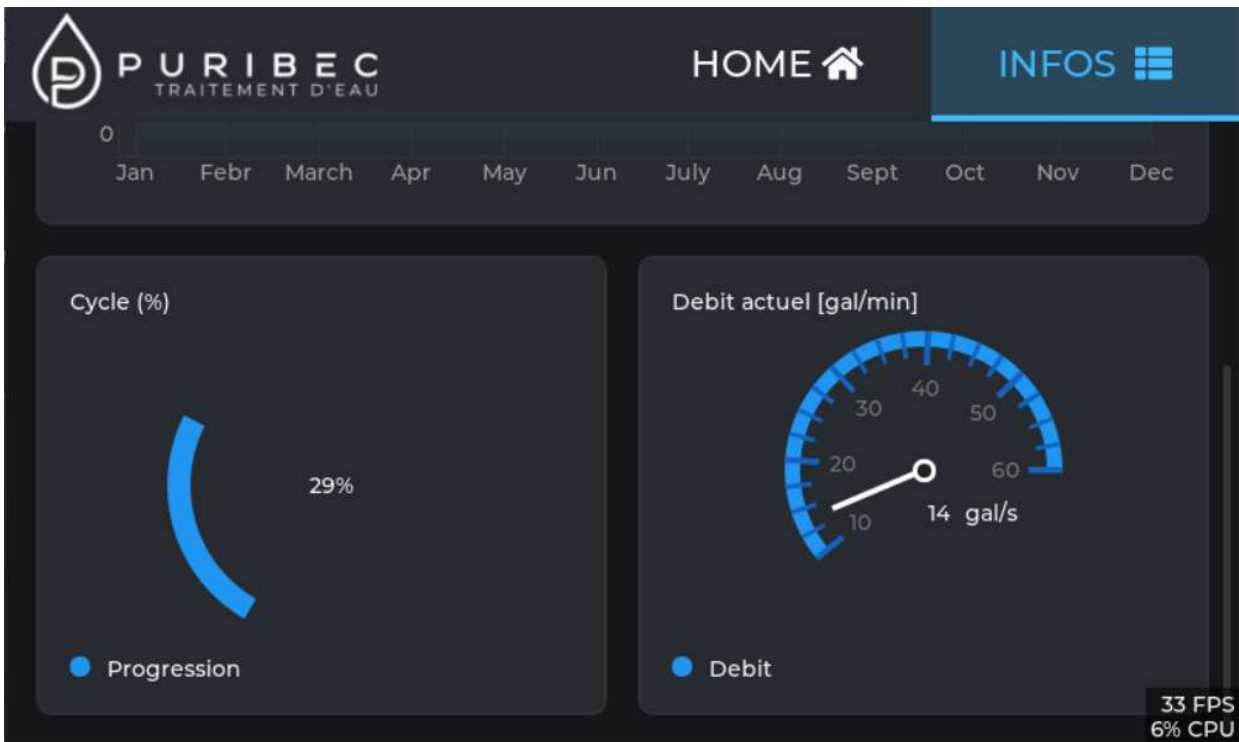 PURIBEC
TRAITEMENT D'EAU
HOME
INFOS
0
Jan Febr March Apr May Jun July Aug Sept Oct Nov Dec
Cycle (%)
29%
Progression
Debit actuel [gal/min]
10 20 30 40 50 60
14 gal/s
Debit
33 FPS
6% CPU